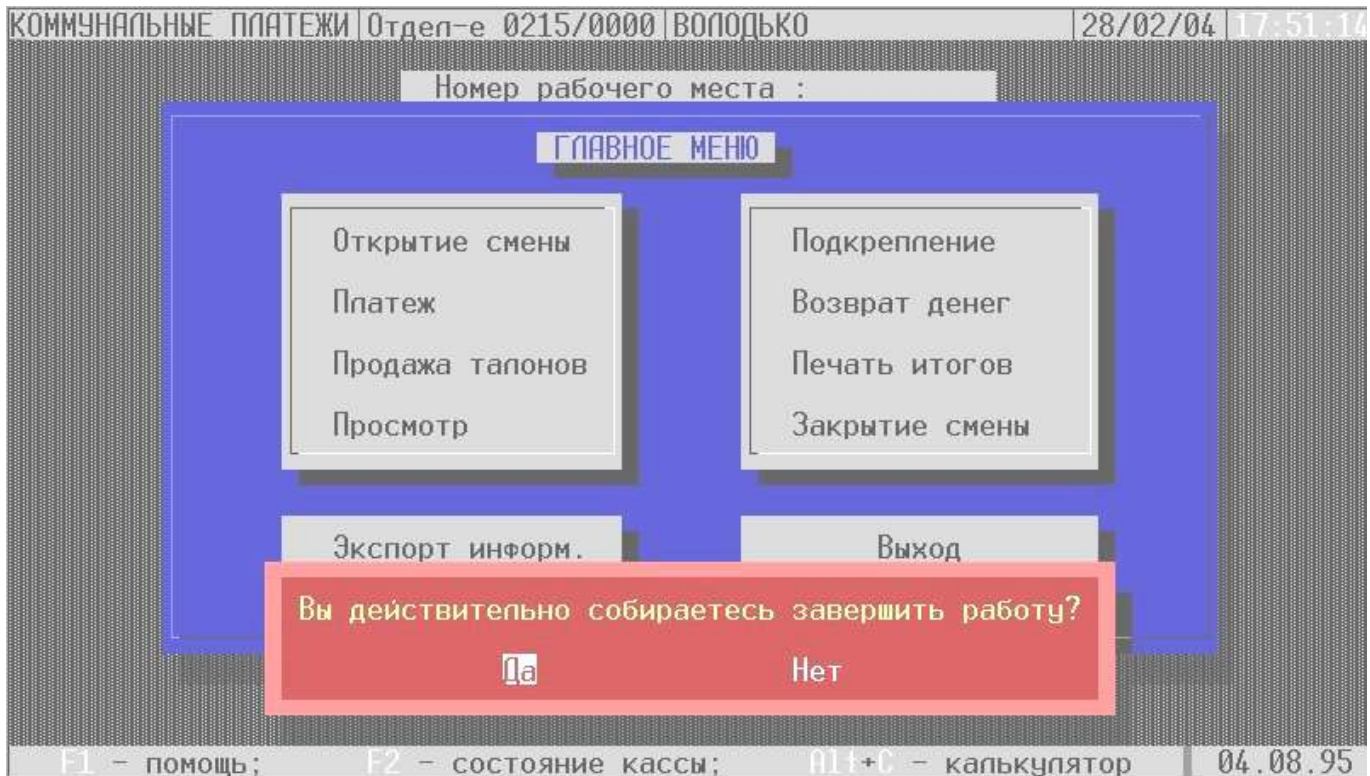 КОММУНАЛЬНЫЕ ПЛАТЕЖИ|Отдел-е 0215/0000|ВОЛОДЬКО |28/02/04| 17:51:14
Номер рабочего места :
ГЛАВНОЕ МЕНЮ
Открытие смены
Платеж
Продажа талонов
Просмотр
Подкрепление
Возврат денег
Печать итогов
Закрытие смены
Экспорт информ.
Выход
Вы действительно собираетесь завершить работу?
Да Нет
F1 - помощь; F2 - состояние кассы; Alt+C - калькулятор | 04.08.95